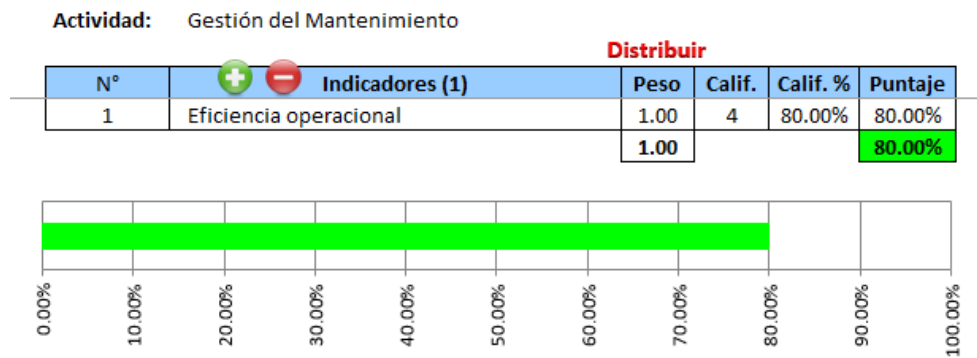 Actividad: Gestión del Mantenimiento
Distribuir
N° Indicadores (1) Peso Calif. Calif. % Puntaje
1 Eficiencia operacional 1.00 4 80.00% 80.00%
1.00 80.00%
0.00% 10.00% 20.00% 30.00% 40.00% 50.00% 60.00% 70.00% 80.00% 90.00% 100.00%